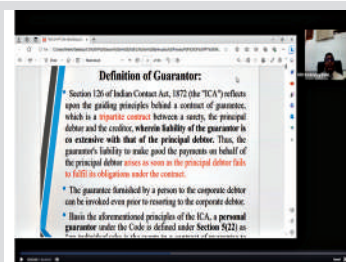 Definition of Guarantor:
Section 126 of Indian Contact Act, 1872 (the "ICA") reflects
upon the guiding principles behind a contract of guarantee,
which is a tripartite contract between a surety, the principal
debtor and the creditor, wherein liability of the guarantor is
co extensive with that of the principal debtor. Thus, the
guarantor's liability to make good the payments on behalf of
the principal debtor arises as soon as the principal debtor fails
to fulfil its obligations under the contract.
The guarantee furnished by a person to the corporate debtor
can be invoked even prior to resorting to the corporate debtor.
Basis the aforementioned principles of the ICA, a personal
guarantor under the Code is defined under Section 5(22) as